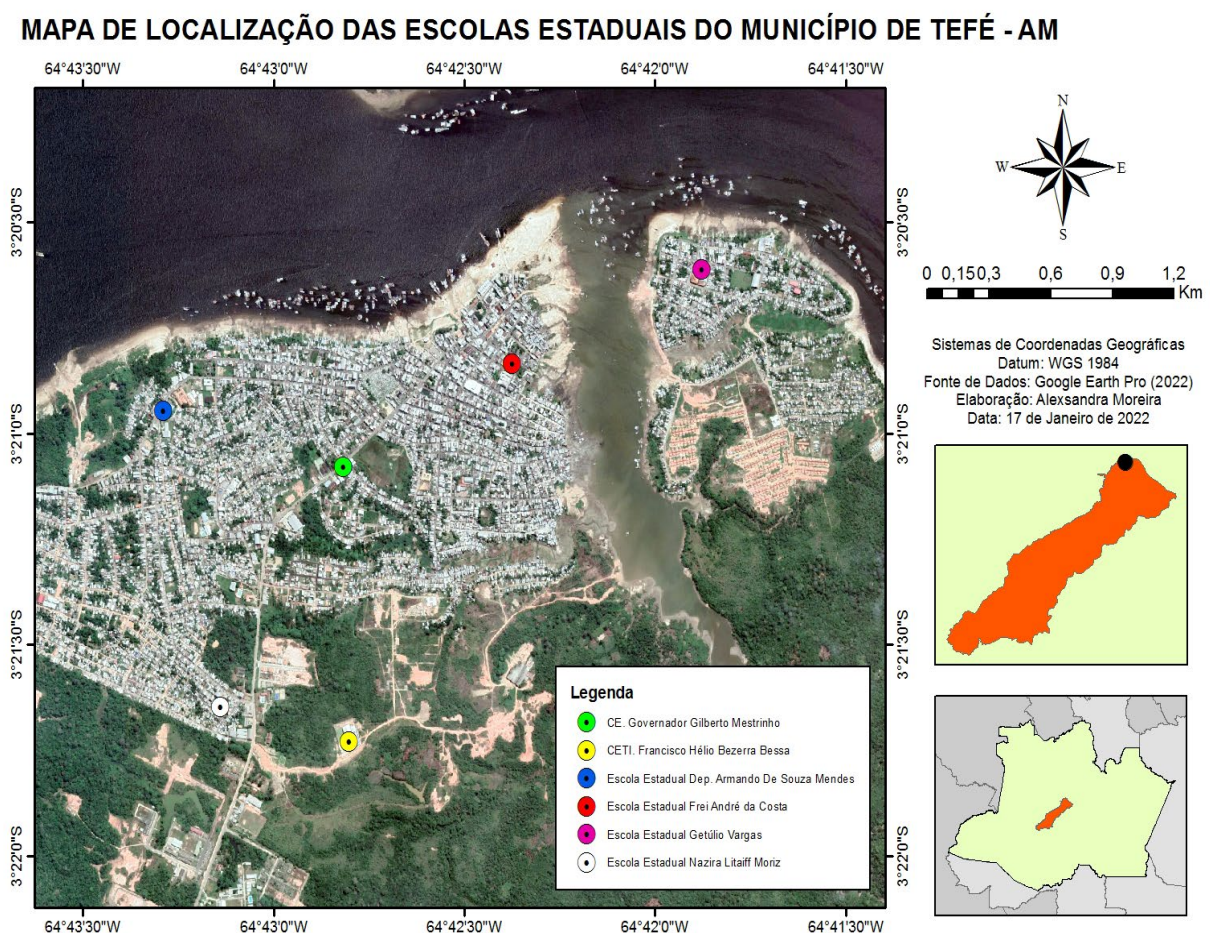 MAPA DE LOCALIZAÇÃO DAS ESCOLAS ESTADUAIS DO MUNICÍPIO DE TEFÉ - AM
64°43'30"W 64°43'0"W 64°42'30"W 64°42'0"W 64°41'30"W
3°20'30"S 3°20'30"S
3°21'0"S 3°21'0"S
3°21'30"S 3°21'30"S
3°22'0"S 3°22'0"S
64°43'30"W 64°43'0"W 64°42'30"W 64°42'0"W 64°41'30"W
Legenda
CE. Governador Gilberto Mestrinho
CETI. Francisco Hélio Bezerra Bessa
Escola Estadual Dep. Armando De Souza Mendes
Escola Estadual Frei André da Costa
Escola Estadual Getúlio Vargas
Escola Estadual Nazira Litaiff Moriz
N
W E
S
0 0,15 0,3 0,6 0,9 1,2
Km
Sistemas de Coordenadas Geográficas
Datum: WGS 1984
Fonte de Dados: Google Earth Pro (2022)
Elaboração: Alexsandra Moreira
Data: 17 de Janeiro de 2022